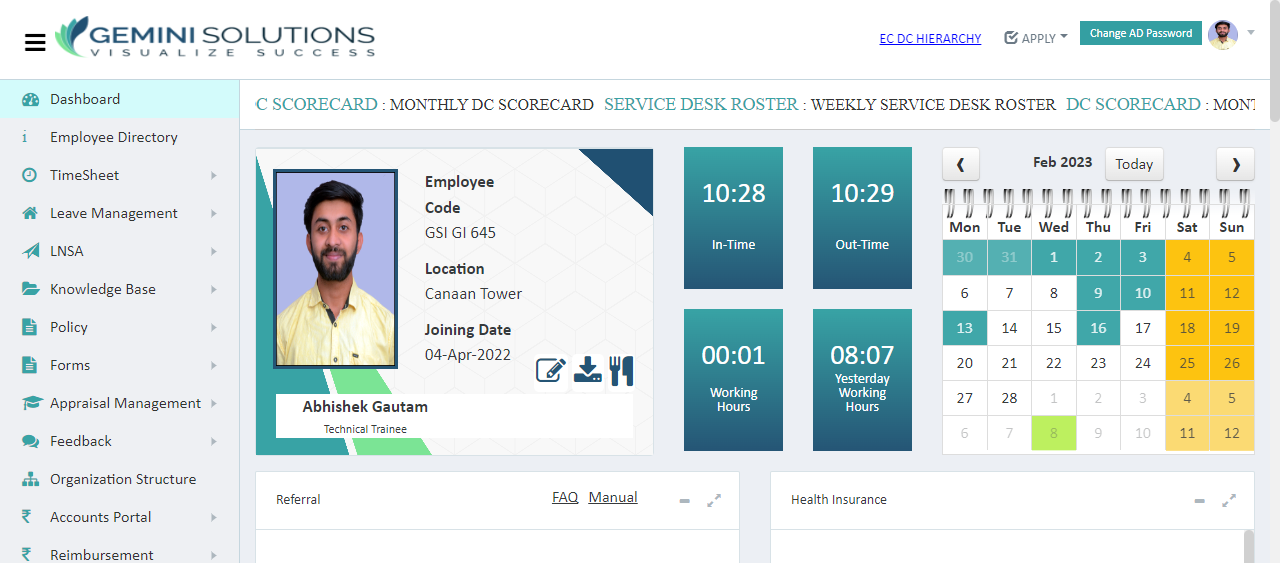 GEMINI SOLUTIONS
VISUALIZE SUCCESS
EC DC HIERARCHY
APPLY
Change AD Password
Dashboard
Employee Directory
TimeSheet
Leave Management
LNSA
Knowledge Base
Policy
Forms
Appraisal Management
Feedback
Organization Structure
Accounts Portal
Reimbursement
C SCORECARD : MONTHLY DC SCORECARD SERVICE DESK ROSTER : WEEKLY SERVICE DESK ROSTER DC SCORECARD : MONT
Employee
Code
GSI GI 645
Location
Canaan Tower
Joining Date
04-Apr-2022
Abhishek Gautam
Technical Trainee
10:28
In-Time
10:29
Out-Time
00:01
Working
Hours
08:07
Yesterday
Working
Hours
❮ Feb 2023 Today ❯
Mon Tue Wed Thu Fri Sat Sun
30 31 1 2 3 4 5
6 7 8 9 10 11 12
13 14 15 16 17 18 19
20 21 22 23 24 25 26
27 28 1 2 3 4 5
6 7 8 9 10 11 12
Referral FAQ Manual
Health Insurance